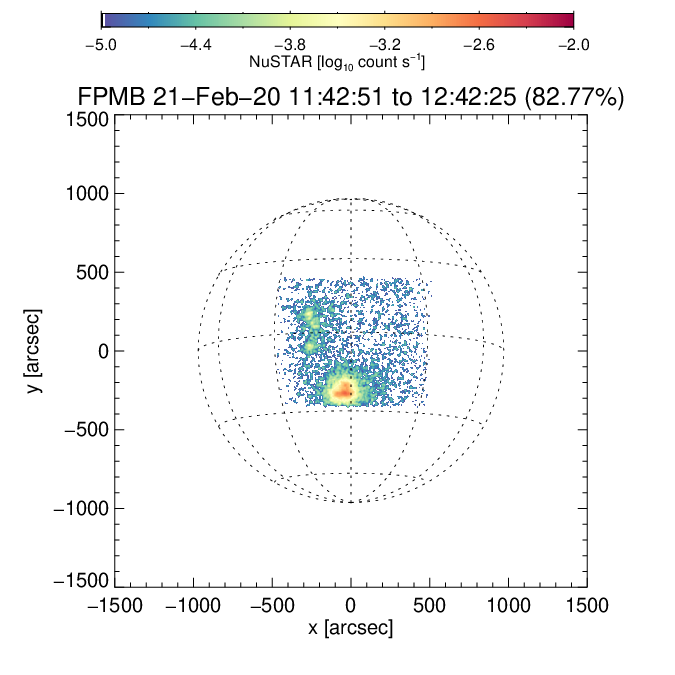 −5.0 −4.4 −3.8 −3.2 −2.6 −2.0
NuSTAR [log₁₀ count s⁻¹]
FPMB 21−Feb−20 11:42:51 to 12:42:25 (82.77%)
1500
1000
500
0
−500
−1000
−1500
y [arcsec]
−1500 −1000 −500 0 500 1000 1500
x [arcsec]